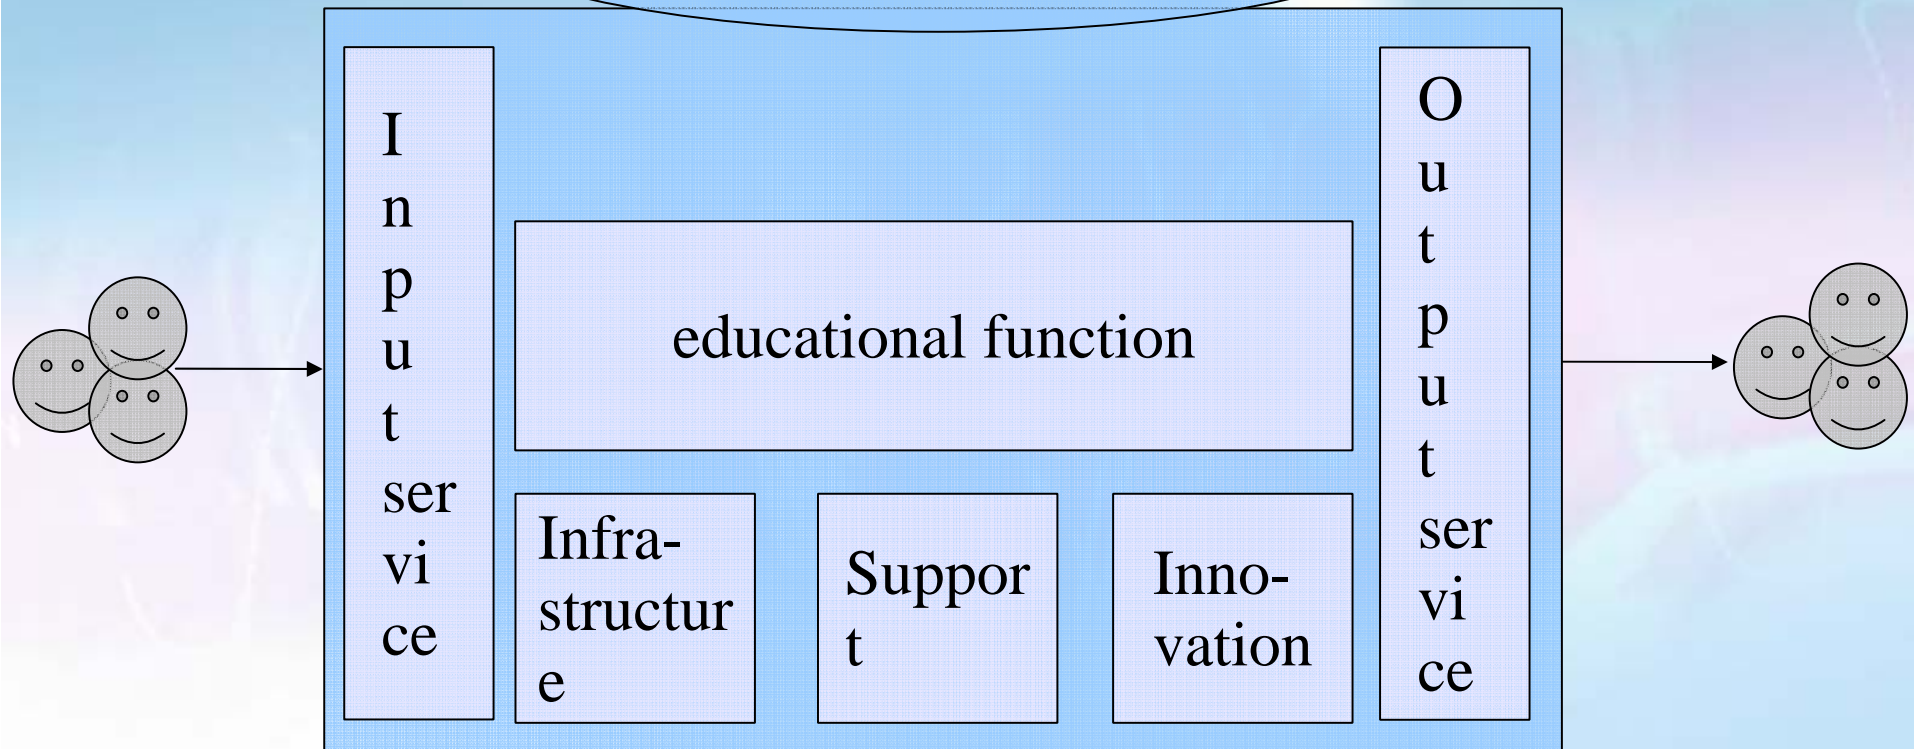 I
n
p
u
t
ser
vi
ce
educational function
Infra-
structur
e
Suppor
t
Inno-
vation
O
u
t
p
u
t
ser
vi
ce